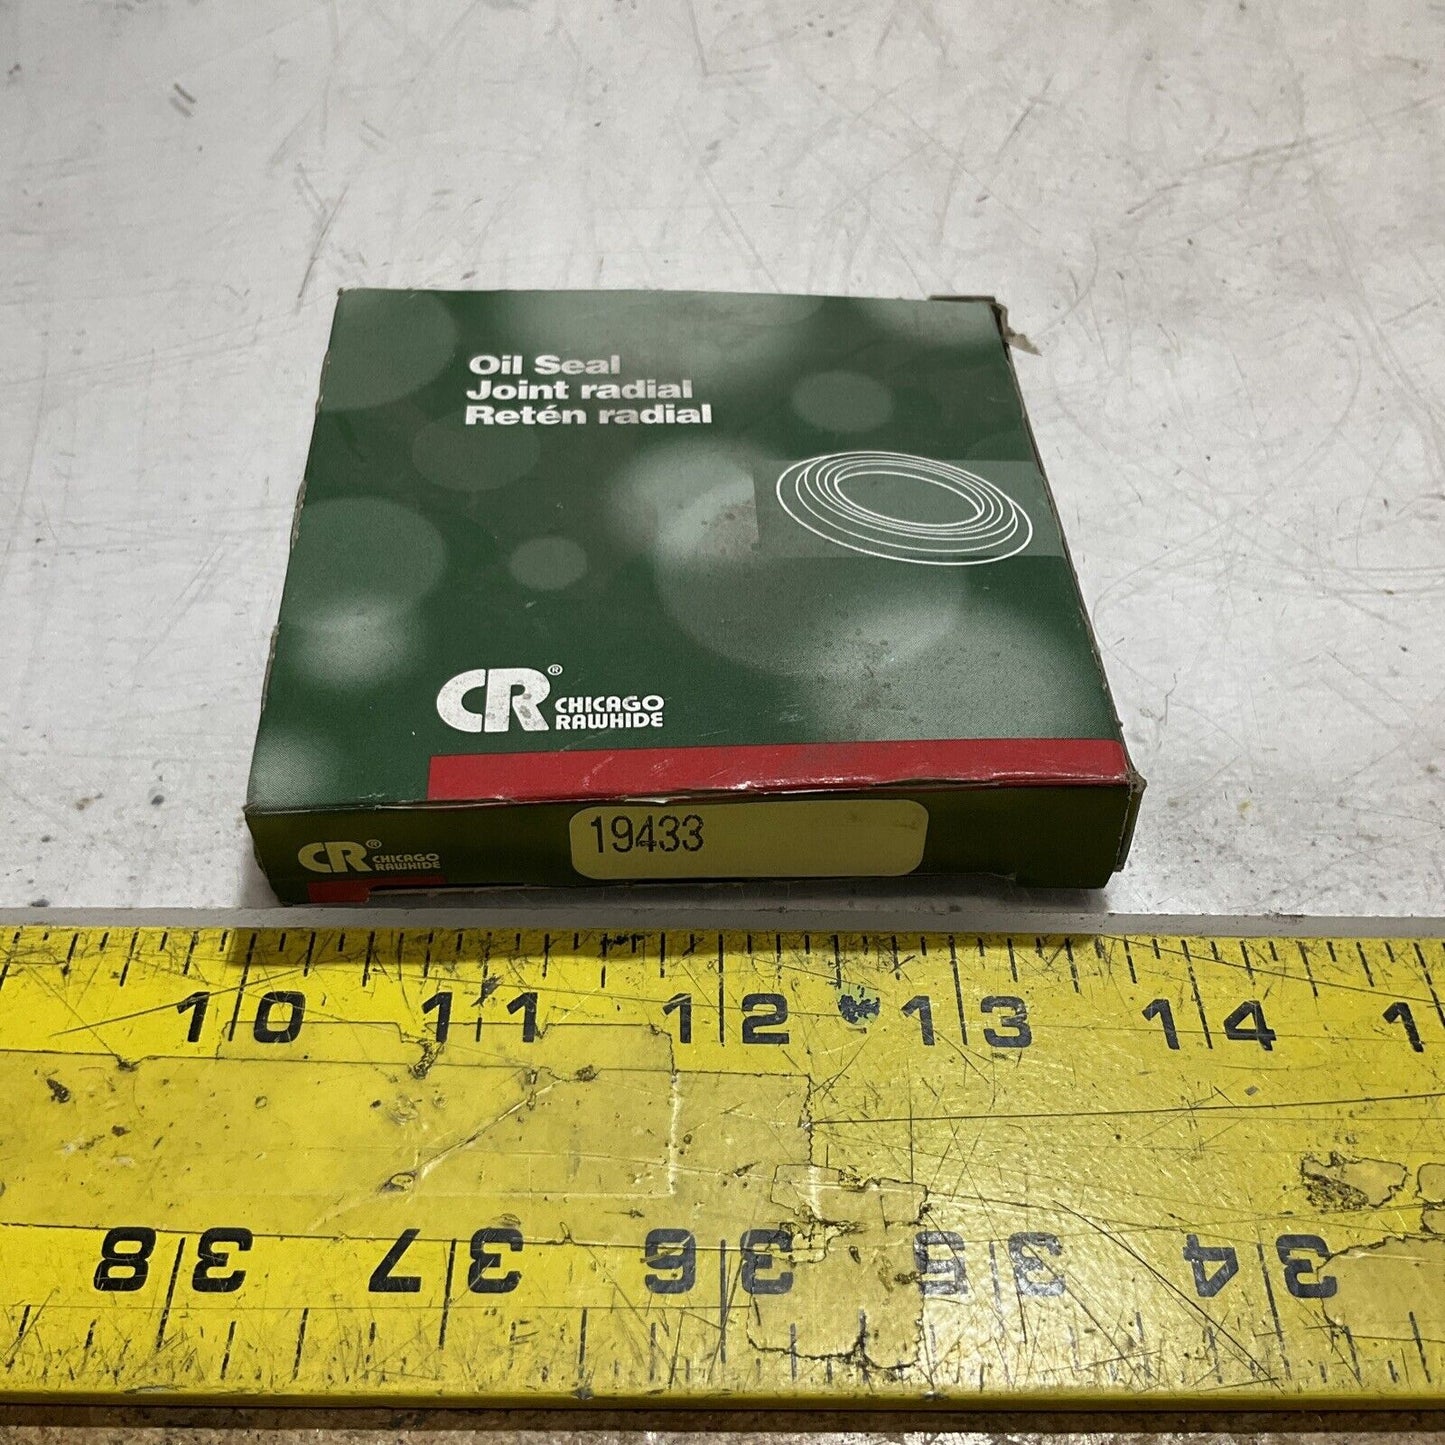 Oil Seal
Joint radial
Retén radial
CR® CHICAGO
RAWHIDE
CR® CHICAGO
RAWHIDE
19433
10 11 12 13 14 1
38 37 36 35 34